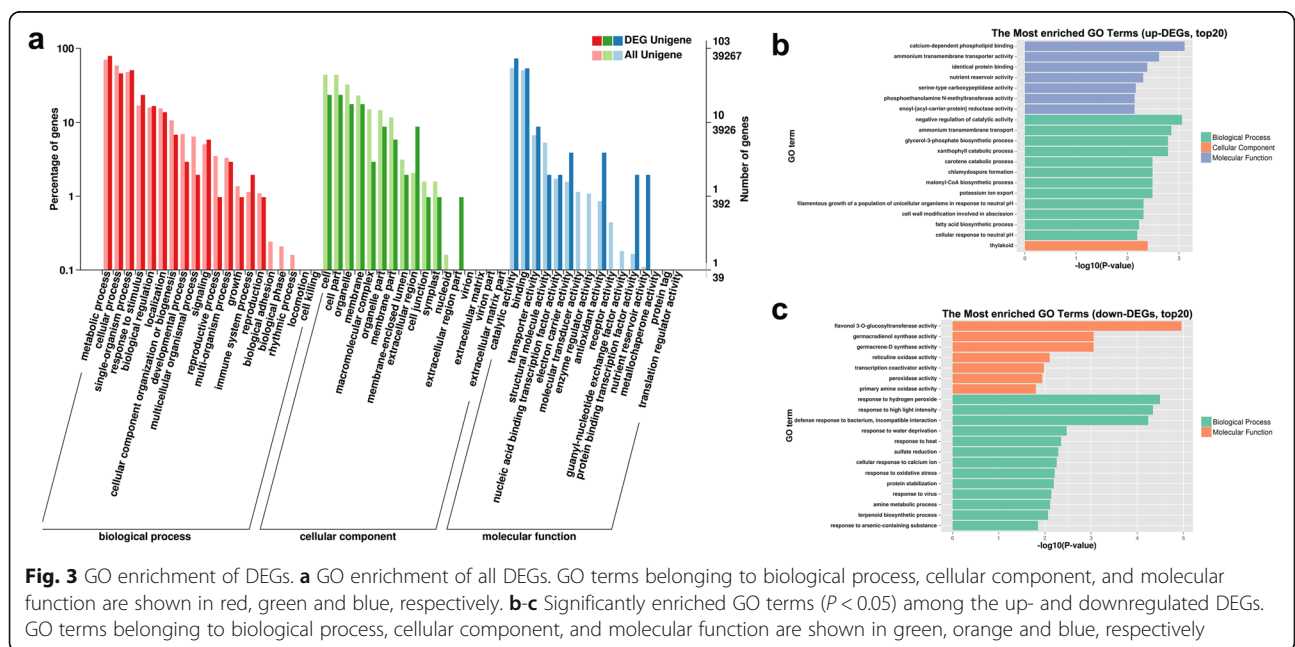 a
DEG Unigene
All Unigene
100
10
1
0.1
Percentage of genes
103
39267
10
3926
1
392
1
39
Number of genes
metabolic process
cellular process
single-organism process
response to stimulus
biological regulation
localization
cellular component organization or biogenesis
developmental process
multicellular organismal process
signaling
reproductive process
multi-organism process
growth
immune system process
reproduction
biological adhesion
biological phase
rhythmic process
locomotion
cell killing
cell
cell part
organelle
membrane
macromolecular complex
organelle part
membrane part
membrane-enclosed lumen
extracellular region
cell junction
symplast
nucleoid
extracellular region part
virion
extracellular matrix
virion part
extracellular matrix part
catalytic activity
binding
transporter activity
structural molecule activity
nucleic acid binding transcription factor activity
electron carrier activity
molecular transducer activity
enzyme regulator activity
antioxidant activity
receptor activity
guanyl-nucleotide exchange factor activity
protein binding transcription factor activity
nutrient reservoir activity
metallochaperone activity
protein tag
translation regulator activity
biological process
cellular component
molecular function
b
The Most enriched GO Terms (up-DEGs, top20)
GO term
calcium-dependent phospholipid binding
ammonium transmembrane transporter activity
identical protein binding
nutrient reservoir activity
serine-type carboxypeptidase activity
phosphoethanolamine N-methyltransferase activity
enoyl-[acyl-carrier-protein] reductase activity
negative regulation of catalytic activity
ammonium transmembrane transport
glycerol-3-phosphate biosynthetic process
xanthophyll catabolic process
carotene catabolic process
chlamydospore formation
malonyl-CoA biosynthetic process
potassium ion export
filamentous growth of a population of unicellular organisms in response to neutral pH
cell wall modification involved in abscission
fatty acid biosynthetic process
cellular response to neutral pH
thylakoid
0 1 2 3
-log10(P-value)
Biological Process
Cellular Component
Molecular Function
c
The Most enriched GO Terms (down-DEGs, top20)
GO term
flavonol 3-O-glucosyltransferase activity
germacradienol synthase activity
germacrene-D synthase activity
reticuline oxidase activity
transcription coactivator activity
peroxidase activity
primary amine oxidase activity
response to hydrogen peroxide
response to high light intensity
defense response to bacterium, incompatible interaction
response to water deprivation
response to heat
sulfate reduction
cellular response to calcium ion
response to oxidative stress
protein stabilization
response to virus
amine metabolic process
terpenoid biosynthetic process
response to arsenic-containing substance
0 1 2 3 4 5
-log10(P-value)
Biological Process
Molecular Function
Fig. 3 GO enrichment of DEGs. a GO enrichment of all DEGs. GO terms belonging to biological process, cellular component, and molecular
function are shown in red, green and blue, respectively. b-c Significantly enriched GO terms (P < 0.05) among the up- and downregulated DEGs.
GO terms belonging to biological process, cellular component, and molecular function are shown in green, orange and blue, respectively